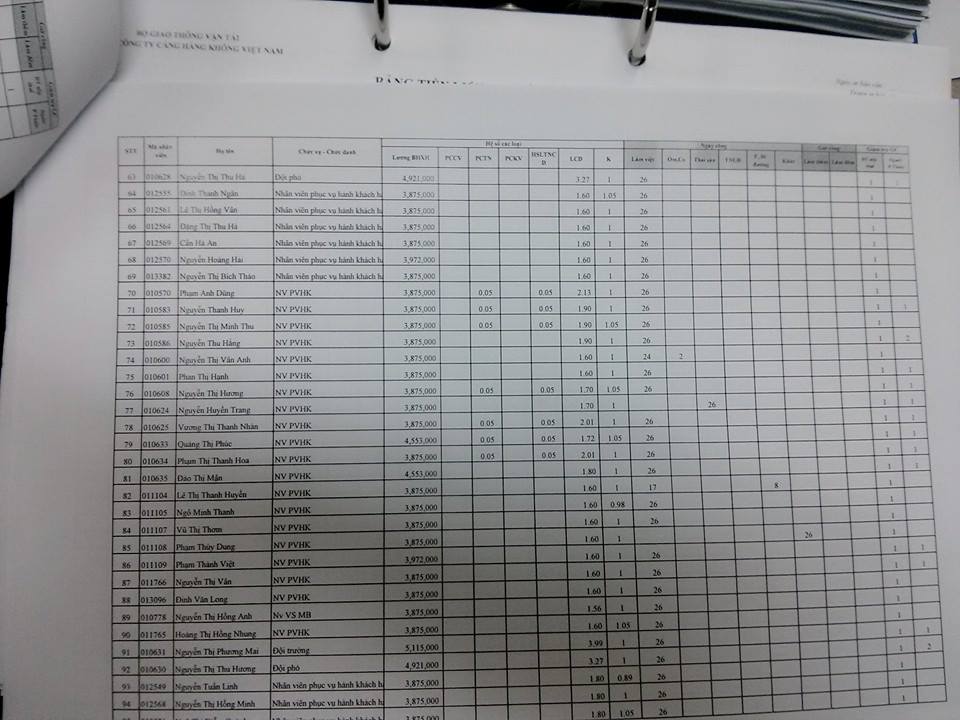 BỘ GIAO THÔNG VẬN TẢI
CÔNG TY CẢNG HÀNG KHÔNG VIỆT NAM
BẢNG TIỀN
STT Mã nhân viên Họ tên Chức vụ - Chức danh Hệ số các loại Ngày công
Lương BHXH PCCV PCTN PCKV HSLTNCD LCD K Làm việc Ốm,Co Thai sản TNLĐ Khác Làm thêm Làm đêm
63 010628 Nguyễn Thị Thu Hà Đội phó 4,921,000 3.27 1 26 1 1
64 012555 Đinh Thanh Ngân Nhân viên phục vụ hành khách hà 3,875,000 1.60 1.05 26 1
65 012561 Lê Thị Hồng Vân Nhân viên phục vụ hành khách hà 3,875,000 1.60 1 26 1
66 012564 Đặng Thị Thu Hà Nhân viên phục vụ hành khách hà 3,875,000 1.60 1 26 1
67 012569 Cấn Hà An Nhân viên phục vụ hành khách hà 3,875,000 1.60 1 26 1
68 012570 Nguyễn Hoàng Hải Nhân viên phục vụ hành khách hà 3,972,000 1.60 1 26 1
69 013382 Nguyễn Thị Bích Thảo Nhân viên phục vụ hành khách hà 3,875,000 1.60 1 26 1
70 010570 Phạm Anh Dũng NV PVHK 3,875,000 0.05 0.05 2.13 1 26 1
71 010583 Nguyễn Thanh Huy NV PVHK 3,875,000 0.05 0.05 1.90 1 26 1 1
72 010585 Nguyễn Thị Minh Thu NV PVHK 3,875,000 0.05 0.05 1.90 1.05 26 1
73 010586 Nguyễn Thu Hằng NV PVHK 3,875,000 1.90 1 26 1 2
74 010600 Nguyễn Thị Vân Anh NV PVHK 3,875,000 1.60 1 24 2 1
75 010601 Phan Thị Hạnh NV PVHK 3,875,000 1.60 1 26 1 1
76 010608 Nguyễn Thị Hương NV PVHK 3,875,000 0.05 0.05 1.70 1.05 26 1 1
77 010624 Nguyễn Huyền Trang NV PVHK 3,875,000 1.70 1 26 1 1
78 010625 Vương Thị Thanh Nhàn NV PVHK 3,875,000 0.05 0.05 2.01 1 26 1 1
79 010633 Quảng Thị Phúc NV PVHK 4,553,000 0.05 0.05 1.72 1.05 26 1 1
80 010634 Phạm Thị Thanh Hoa NV PVHK 3,875,000 0.05 0.05 2.01 1 26 1 1
81 010635 Đào Thị Mận NV PVHK 4,553,000 1.80 1 26 1
82 011104 Lê Thị Thanh Huyền NV PVHK 3,875,000 1.60 1 17 8 1
83 011105 Ngô Minh Thanh NV PVHK 3,875,000 1.60 0.98 26 1
84 011107 Vũ Thị Thơm NV PVHK 3,875,000 1.60 1 26 1
85 011108 Phạm Thùy Dung NV PVHK 3,875,000 1.60 1 26 1 1
86 011109 Phạm Thành Việt NV PVHK 3,972,000 1.60 1 26 1 1
87 011766 Nguyễn Thị Vân NV PVHK 3,875,000 1.60 1 26 1
88 013096 Đinh Văn Long NV PVHK 3,875,000 1.60 1 26 1
89 010778 Nguyễn Thị Hồng Anh Nv VS MB 3,875,000 1.56 1 26 1
90 011765 Hoàng Thị Hồng Nhung NV PVHK 3,875,000 1.60 1.05 26 1 1
91 010631 Nguyễn Thị Phương Mai Đội trưởng 5,115,000 3.99 1 26 1 2
92 010630 Nguyễn Thị Thu Hương Đội phó 4,921,000 3.27 1 26 1
93 012549 Nguyễn Tuấn Linh Nhân viên phục vụ hành khách hà 3,875,000 1.80 0.89 26 1
94 012568 Nguyễn Thị Hồng Minh Nhân viên phục vụ hành khách hà 3,875,000 1.80 1 26 1
3,875,000 1.80 1.05 26